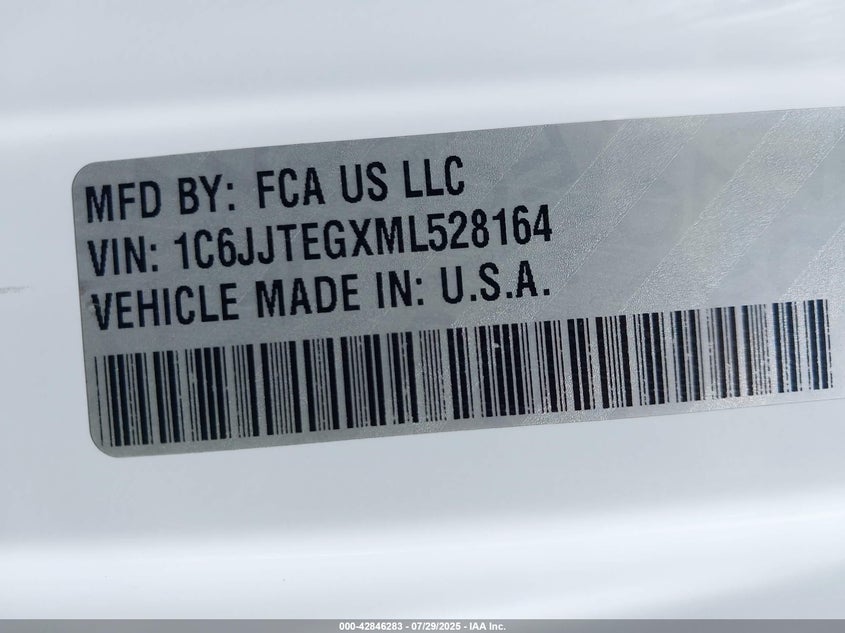 MFD BY: FCA US LLC
VIN: 1C6JJTEGXML528164
VEHICLE MADE IN: U.S.A.
000-42846283 - 07/29/2025 - IAA Inc.